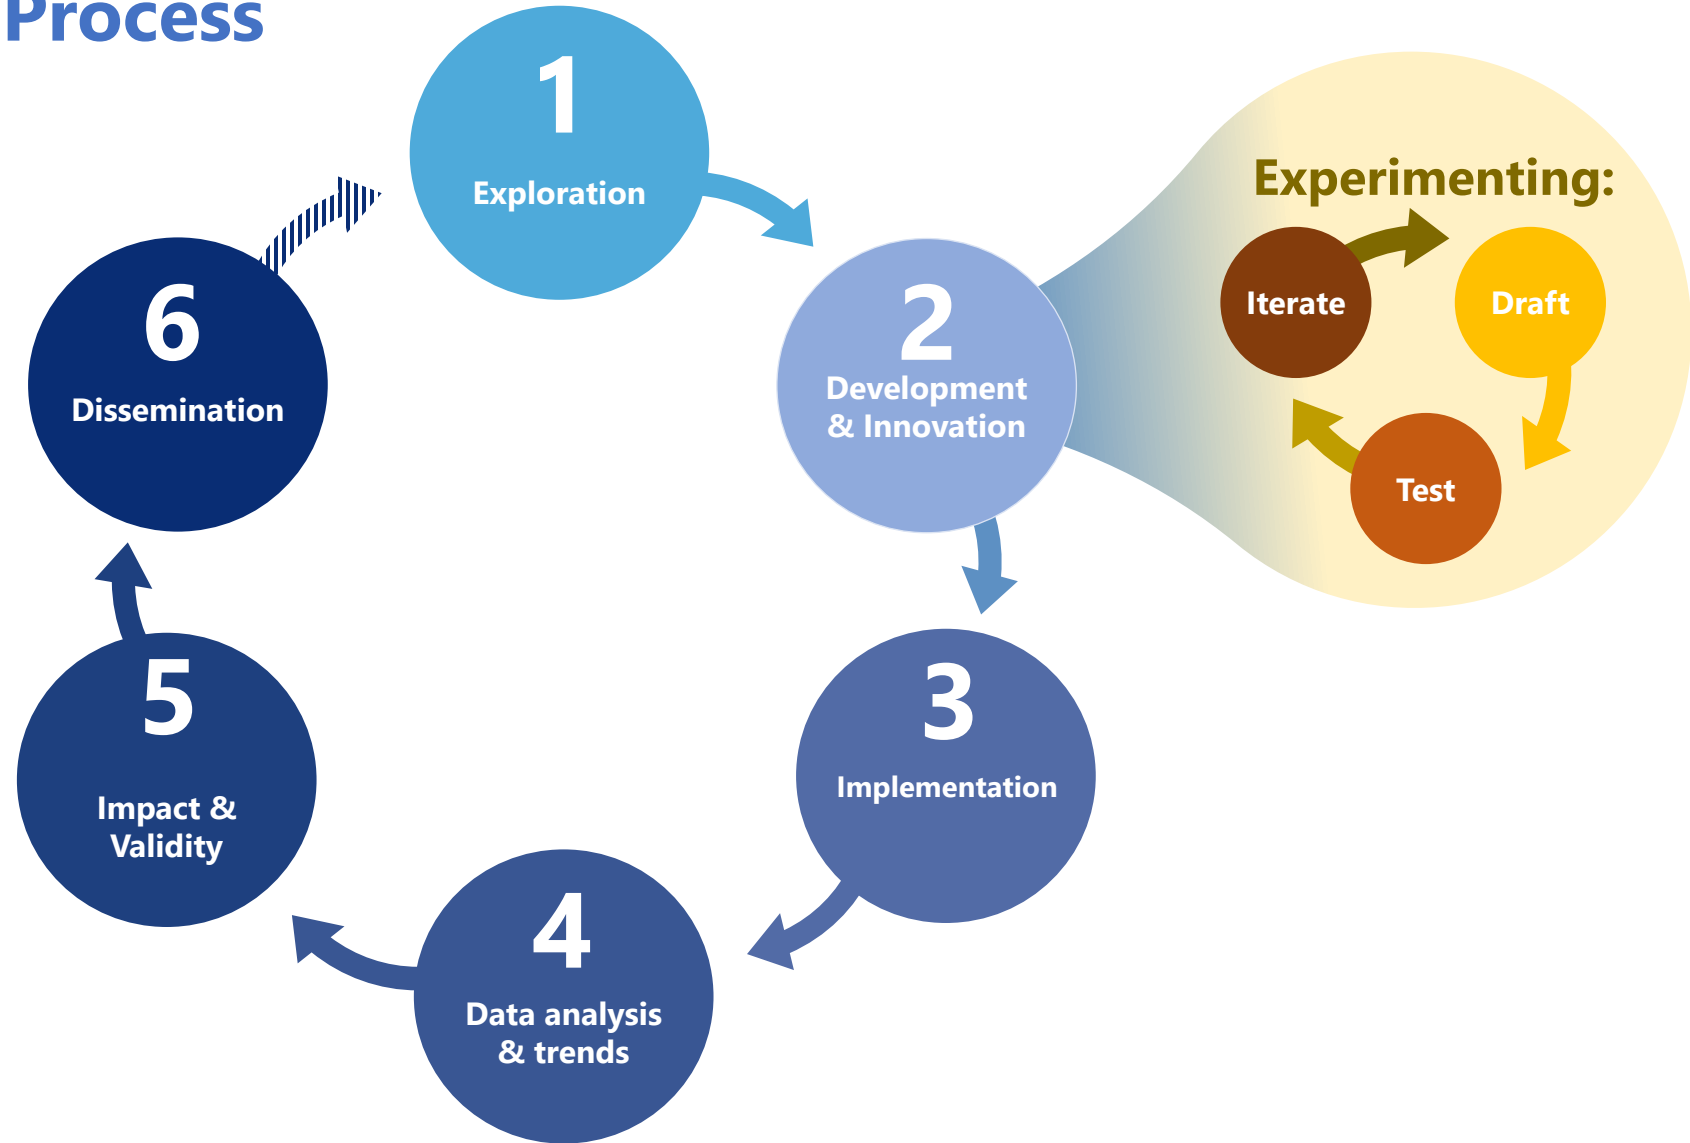 Process
1
Exploration
2
Development
& Innovation
3
Implementation
4
Data analysis
& trends
5
Impact &
Validity
6
Dissemination
Experimenting:
Iterate
Draft
Test